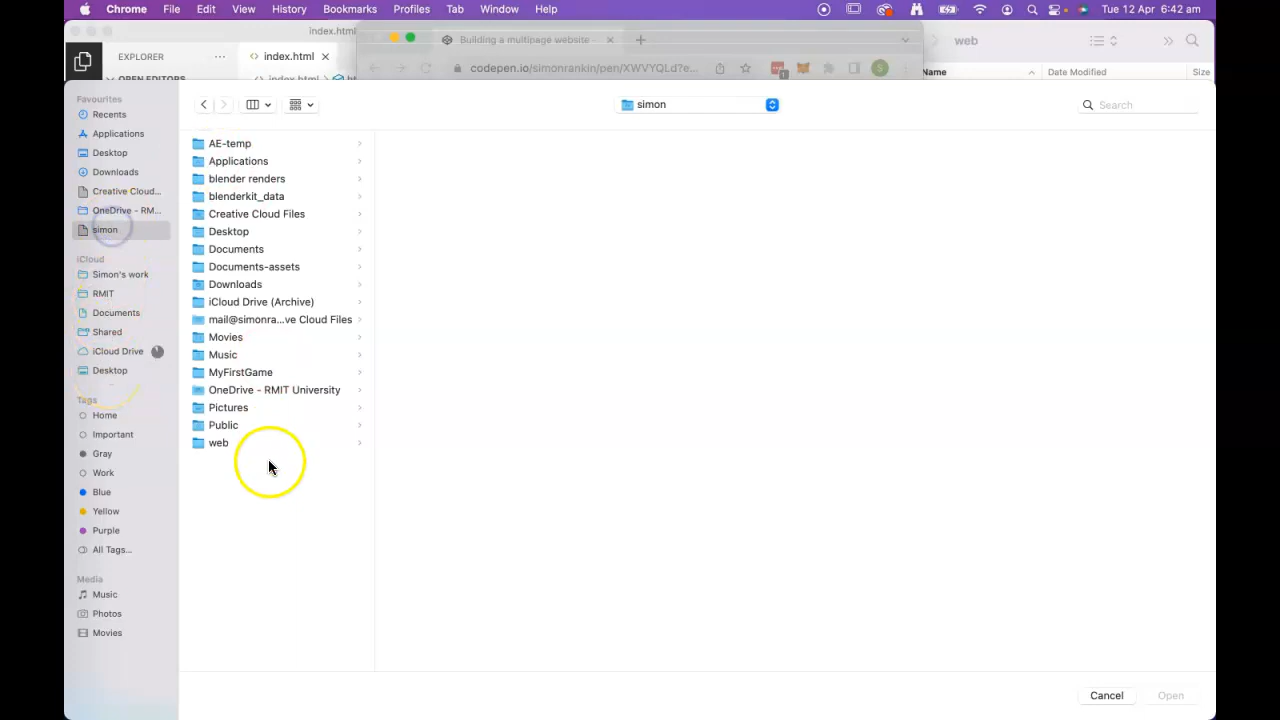 Chrome File Edit View History Bookmarks Profiles Tab Window Help Tue 12 Apr 6:42 am
index.html
Building a multipage website -
web
EXPLORER
index.html
codepen.io/simonrankin/pen/XWVYQLd?e...
S
Name Date Modified Size
OPEN EDITORS
index.html
Favourites
Recents
Applications
Desktop
Downloads
Creative Cloud...
OneDrive - RM...
simon
iCloud
Simon's work
RMIT
Documents
Shared
iCloud Drive
Desktop
Tags
Home
Important
Gray
Work
Blue
Yellow
Purple
All Tags...
Media
Music
Photos
Movies
simon
Search
AE-temp
Applications
blender renders
blenderkit_data
Creative Cloud Files
Desktop
Documents
Documents-assets
Downloads
iCloud Drive (Archive)
mail@simonra...ve Cloud Files
Movies
Music
MyFirstGame
OneDrive - RMIT University
Pictures
Public
web
Cancel Open